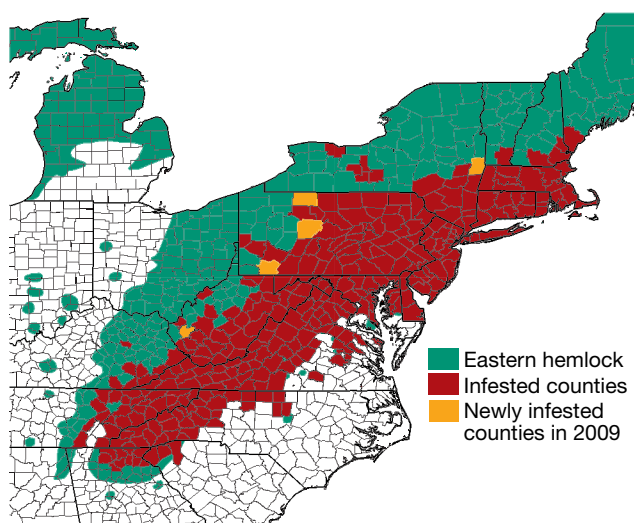 Eastern hemlock
Infested counties
Newly infested
counties in 2009